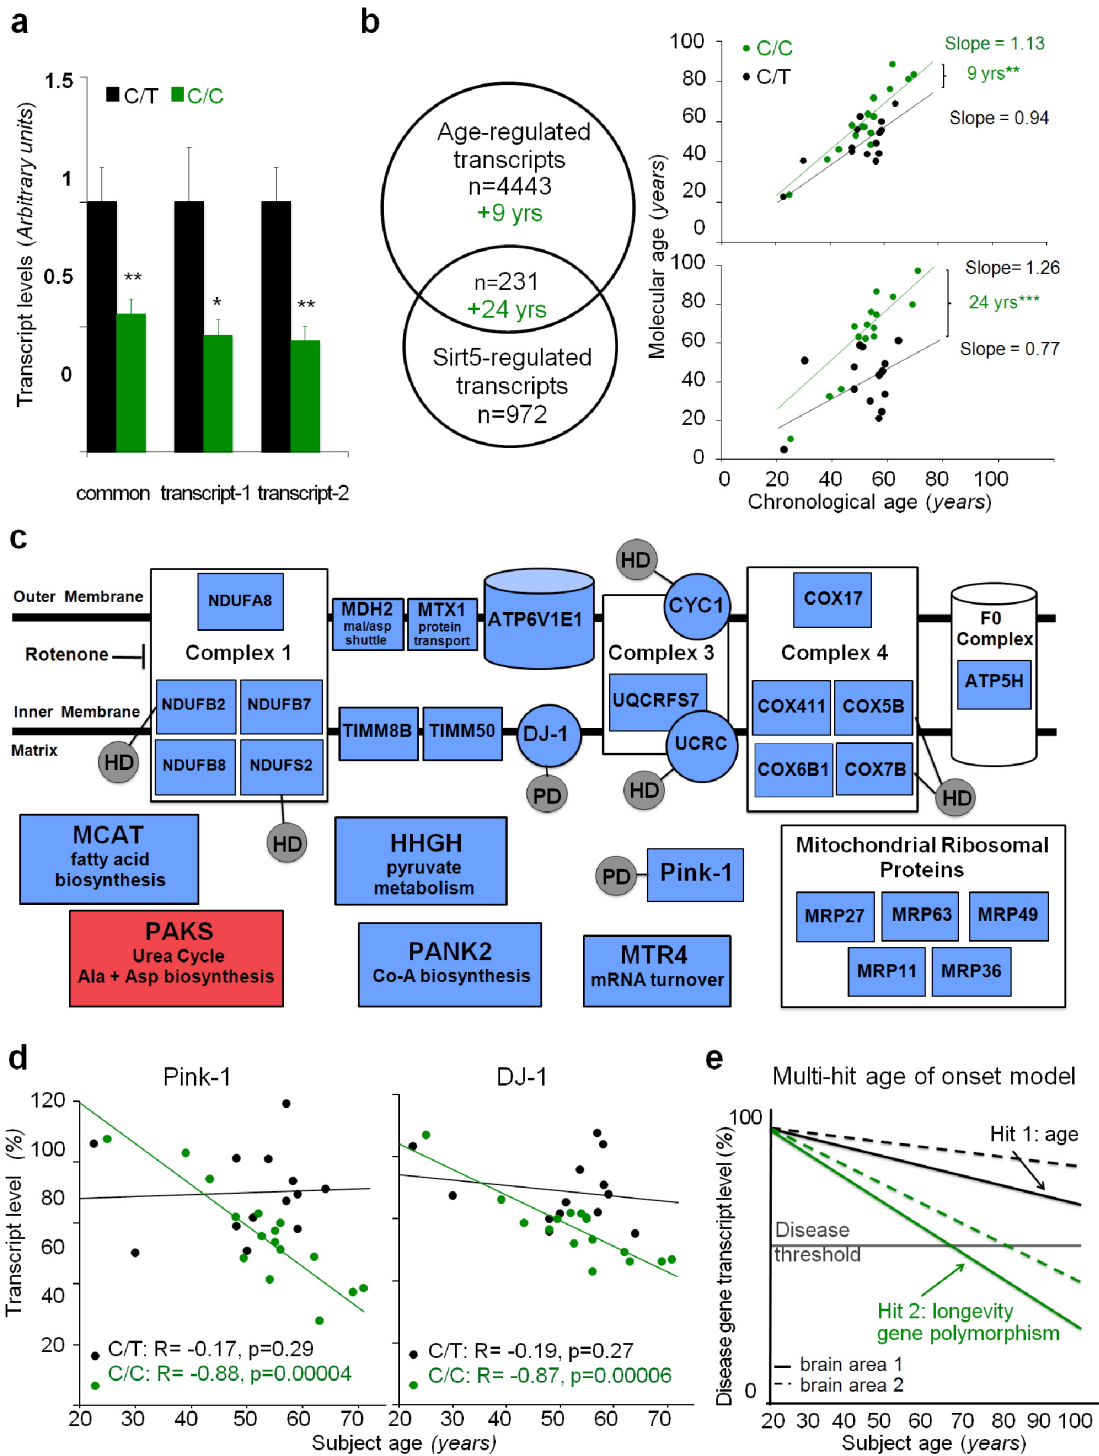 a
b
1.5
1
0.5
0
Transcript levels (Arbitrary units)
C/T
C/C
**
*
**
common
transcript-1
transcript-2
Age-regulated
transcripts
n=4443
+9 yrs
n=231
+24 yrs
Sirt5-regulated
transcripts
n=972
Molecular age (years)
100
80
60
40
20
0
C/C
C/T
Slope = 1.13
9 yrs**
Slope = 0.94
100
80
60
40
20
0
Slope= 1.26
24 yrs***
Slope = 0.77
0 20 40 60 80 100
Chronological age (years)
c
Outer Membrane
Rotenone
Inner Membrane
Matrix
NDUFA8
Complex 1
NDUFB2
NDUFB7
NDUFB8
NDUFS2
HD
HD
MDH2
mal/asp
shuttle
MTX1
protein
transport
ATP6V1E1
TIMM8B
TIMM50
DJ-1
PD
HD
CYC1
Complex 3
UQCRFS7
UCRC
HD
COX17
Complex 4
COX411
COX5B
COX6B1
COX7B
HD
F0
Complex
ATP5H
MCAT
fatty acid
biosynthesis
HHGH
pyruvate
metabolism
PD
Pink-1
PAKS
Urea Cycle
Ala + Asp biosynthesis
PANK2
Co-A biosynthesis
MTR4
mRNA turnover
Mitochondrial Ribosomal
Proteins
MRP27
MRP63
MRP49
MRP11
MRP36
d
Pink-1
Transcript level (%)
120
100
80
60
40
20
C/T: R= -0.17, p=0.29
C/C: R= -0.88, p=0.00004
20 30 40 50 60 70
DJ-1
C/T: R= -0.19, p=0.27
C/C: R= -0.87, p=0.00006
20 30 40 50 60 70
Subject age (years)
e
Multi-hit age of onset model
Disease gene transcript level (%)
100
0
Hit 1: age
Disease
threshold
Hit 2: longevity
gene polymorphism
brain area 1
brain area 2
20 30 50 60 70 80 90 100
Subject age (years)